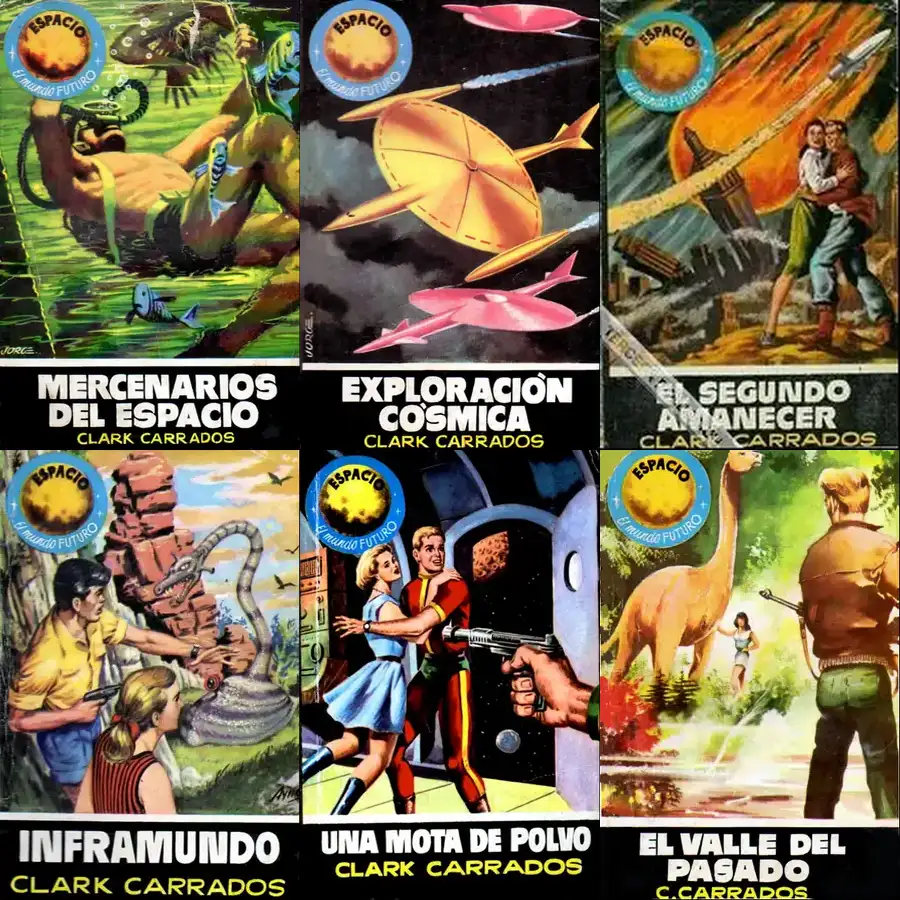 ESPACIO
El mundo FUTURO
JORGE
MERCENARIOS
DEL ESPACIO
CLARK CARRADOS
ESPACIO
El mundo FUTURO
JORGE.
EXPLORACIÓN
CÓSMICA
CLARK CARRADOS
ESPACIO
El mundo FUTURO
EL SEGUNDO
AMANECER
CLARK CARRADOS
ESPACIO
El mundo FUTURO
INFRAMUNDO
CLARK CARRADOS
ESPACIO
El mundo FUTURO
UNA MOTA DE POLVO
CLARK CARRADOS
ESPACIO
El mundo FUTURO
EL VALLE DEL
PASADO
C.CARRADOS